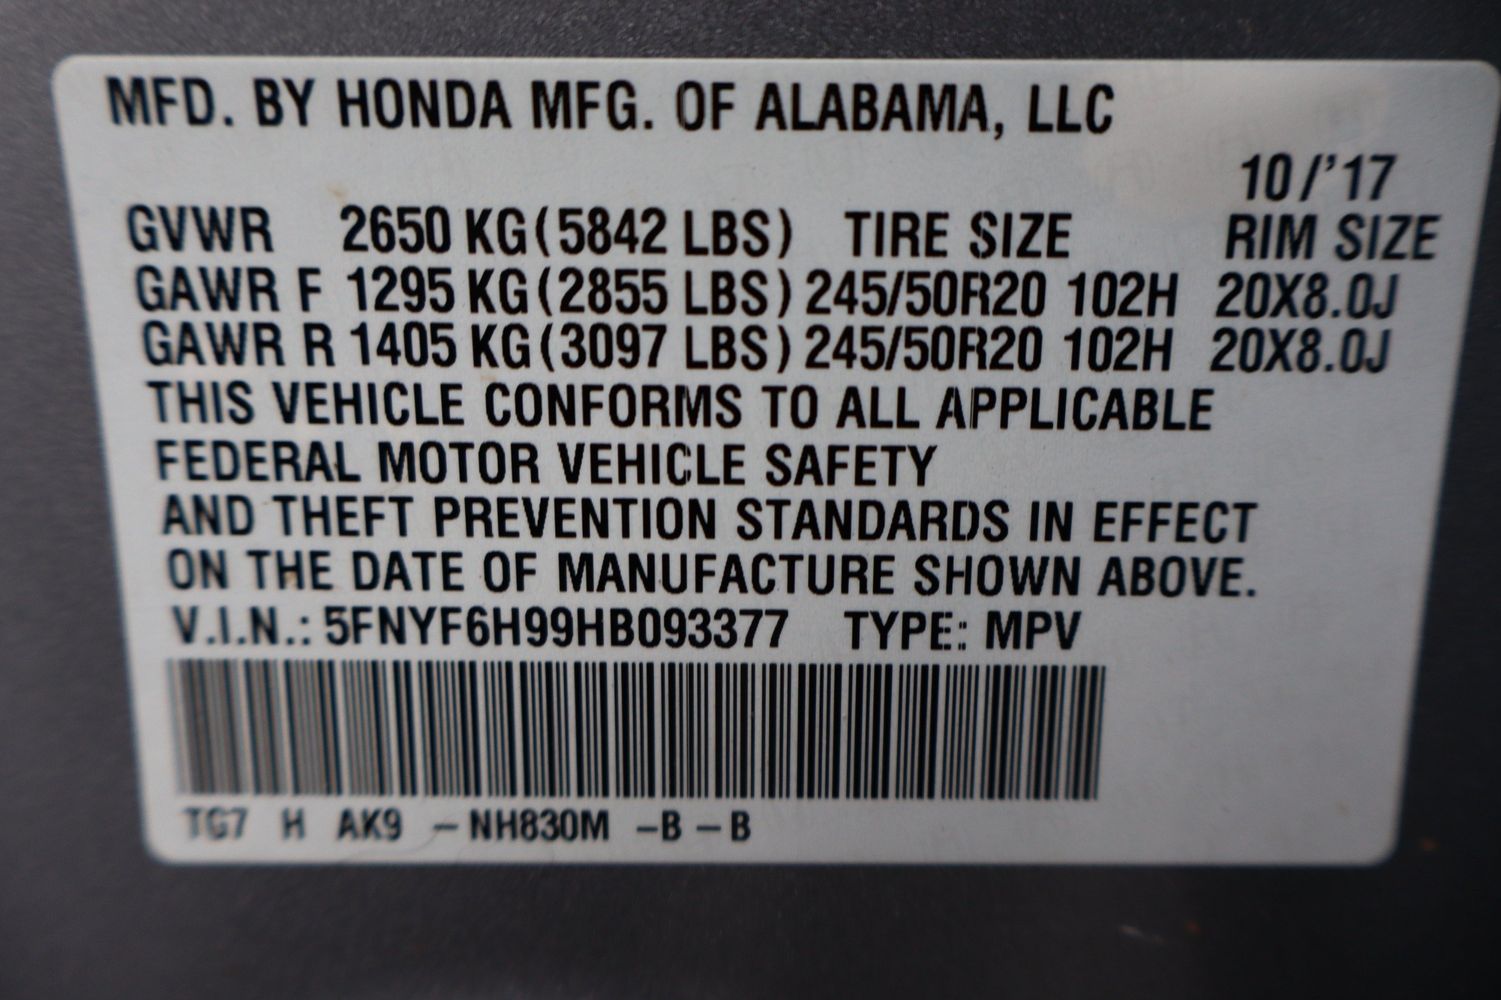 MFD. BY HONDA MFG. OF ALABAMA, LLC
10/'17
GVWR 2650 KG (5842 LBS) TIRE SIZE RIM SIZE
GAWR F 1295 KG (2855 LBS) 245/50R20 102H 20X8.0J
GAWR R 1405 KG (3097 LBS) 245/50R20 102H 20X8.0J
THIS VEHICLE CONFORMS TO ALL APPLICABLE
FEDERAL MOTOR VEHICLE SAFETY
AND THEFT PREVENTION STANDARDS IN EFFECT
ON THE DATE OF MANUFACTURE SHOWN ABOVE.
V.I.N.: 5FNYF6H99HB093377 TYPE: MPV
TG7 H AK9 - NH830M - B - B